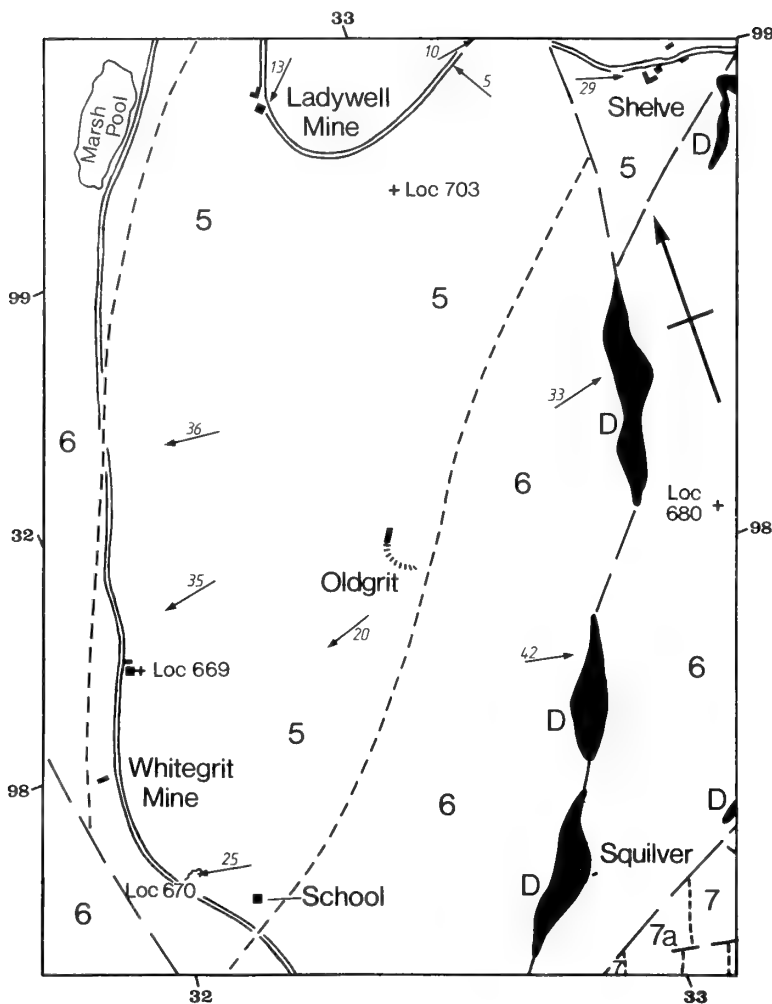 33
99
10
13
5
29
Marsh
Pool
Ladywell
Mine
Shelve
D
5
+ Loc 703
5
99
5
33
36
D
6
6
Loc
680 +
32
98
Oldgrit
35
20
42
6
+ Loc 669
33
5
D
Whitegrit
Mine
98
6
D
Squilver
25
Loc 670
School
D
7
6
7a
7
32
33